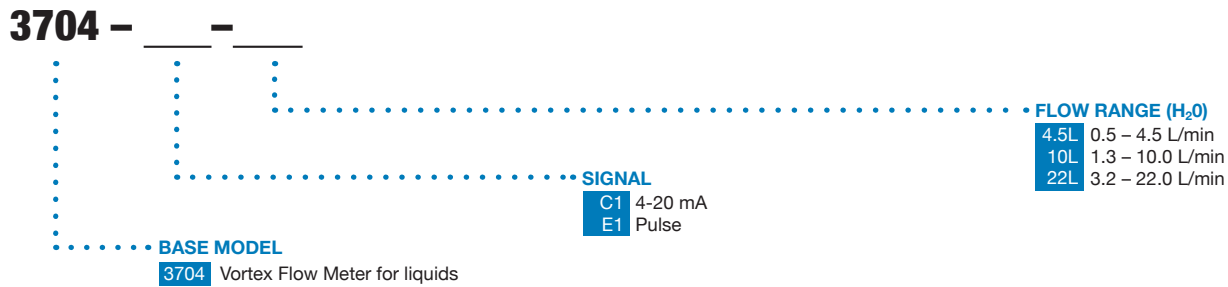 3704 – ____ – ____
FLOW RANGE (H₂0)
4.5L 0.5 – 4.5 L/min
10L 1.3 – 10.0 L/min
22L 3.2 – 22.0 L/min
SIGNAL
C1 4-20 mA
E1 Pulse
BASE MODEL
3704 Vortex Flow Meter for liquids